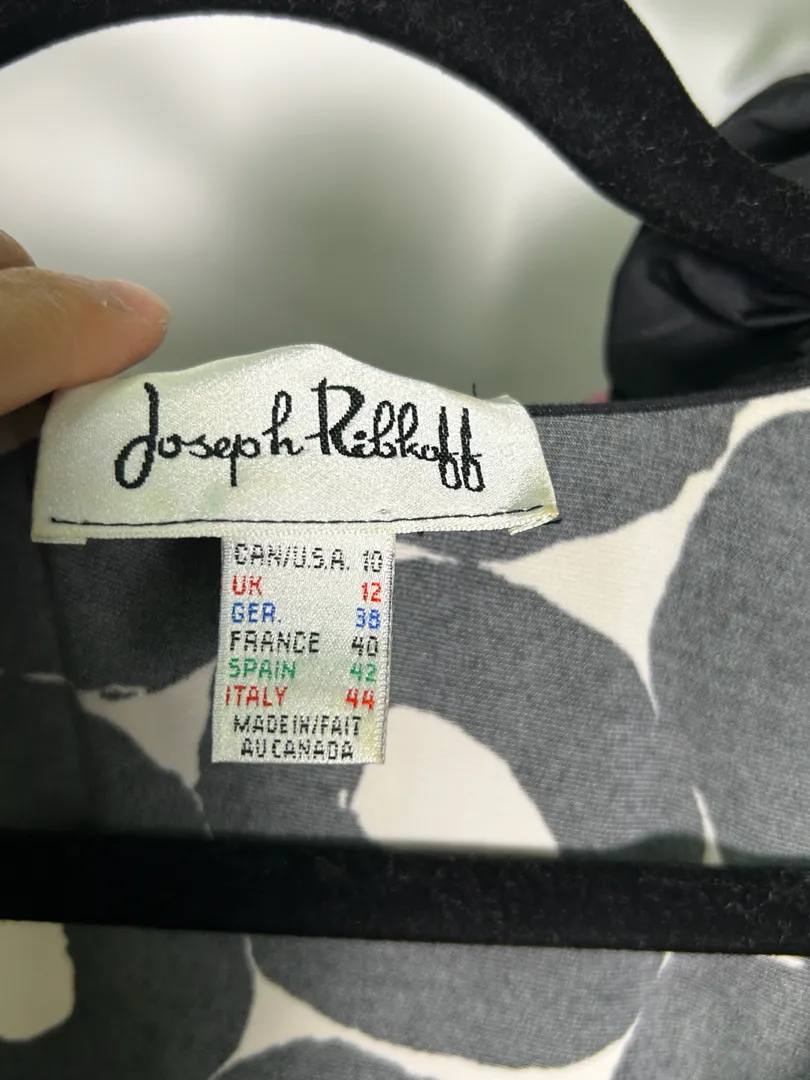 Joseph Ribkoff
CAN/U.S.A. 10
UK 12
GER. 38
FRANCE 40
SPAIN 42
ITALY 44
MADE IN/FAIT
AU CANADA